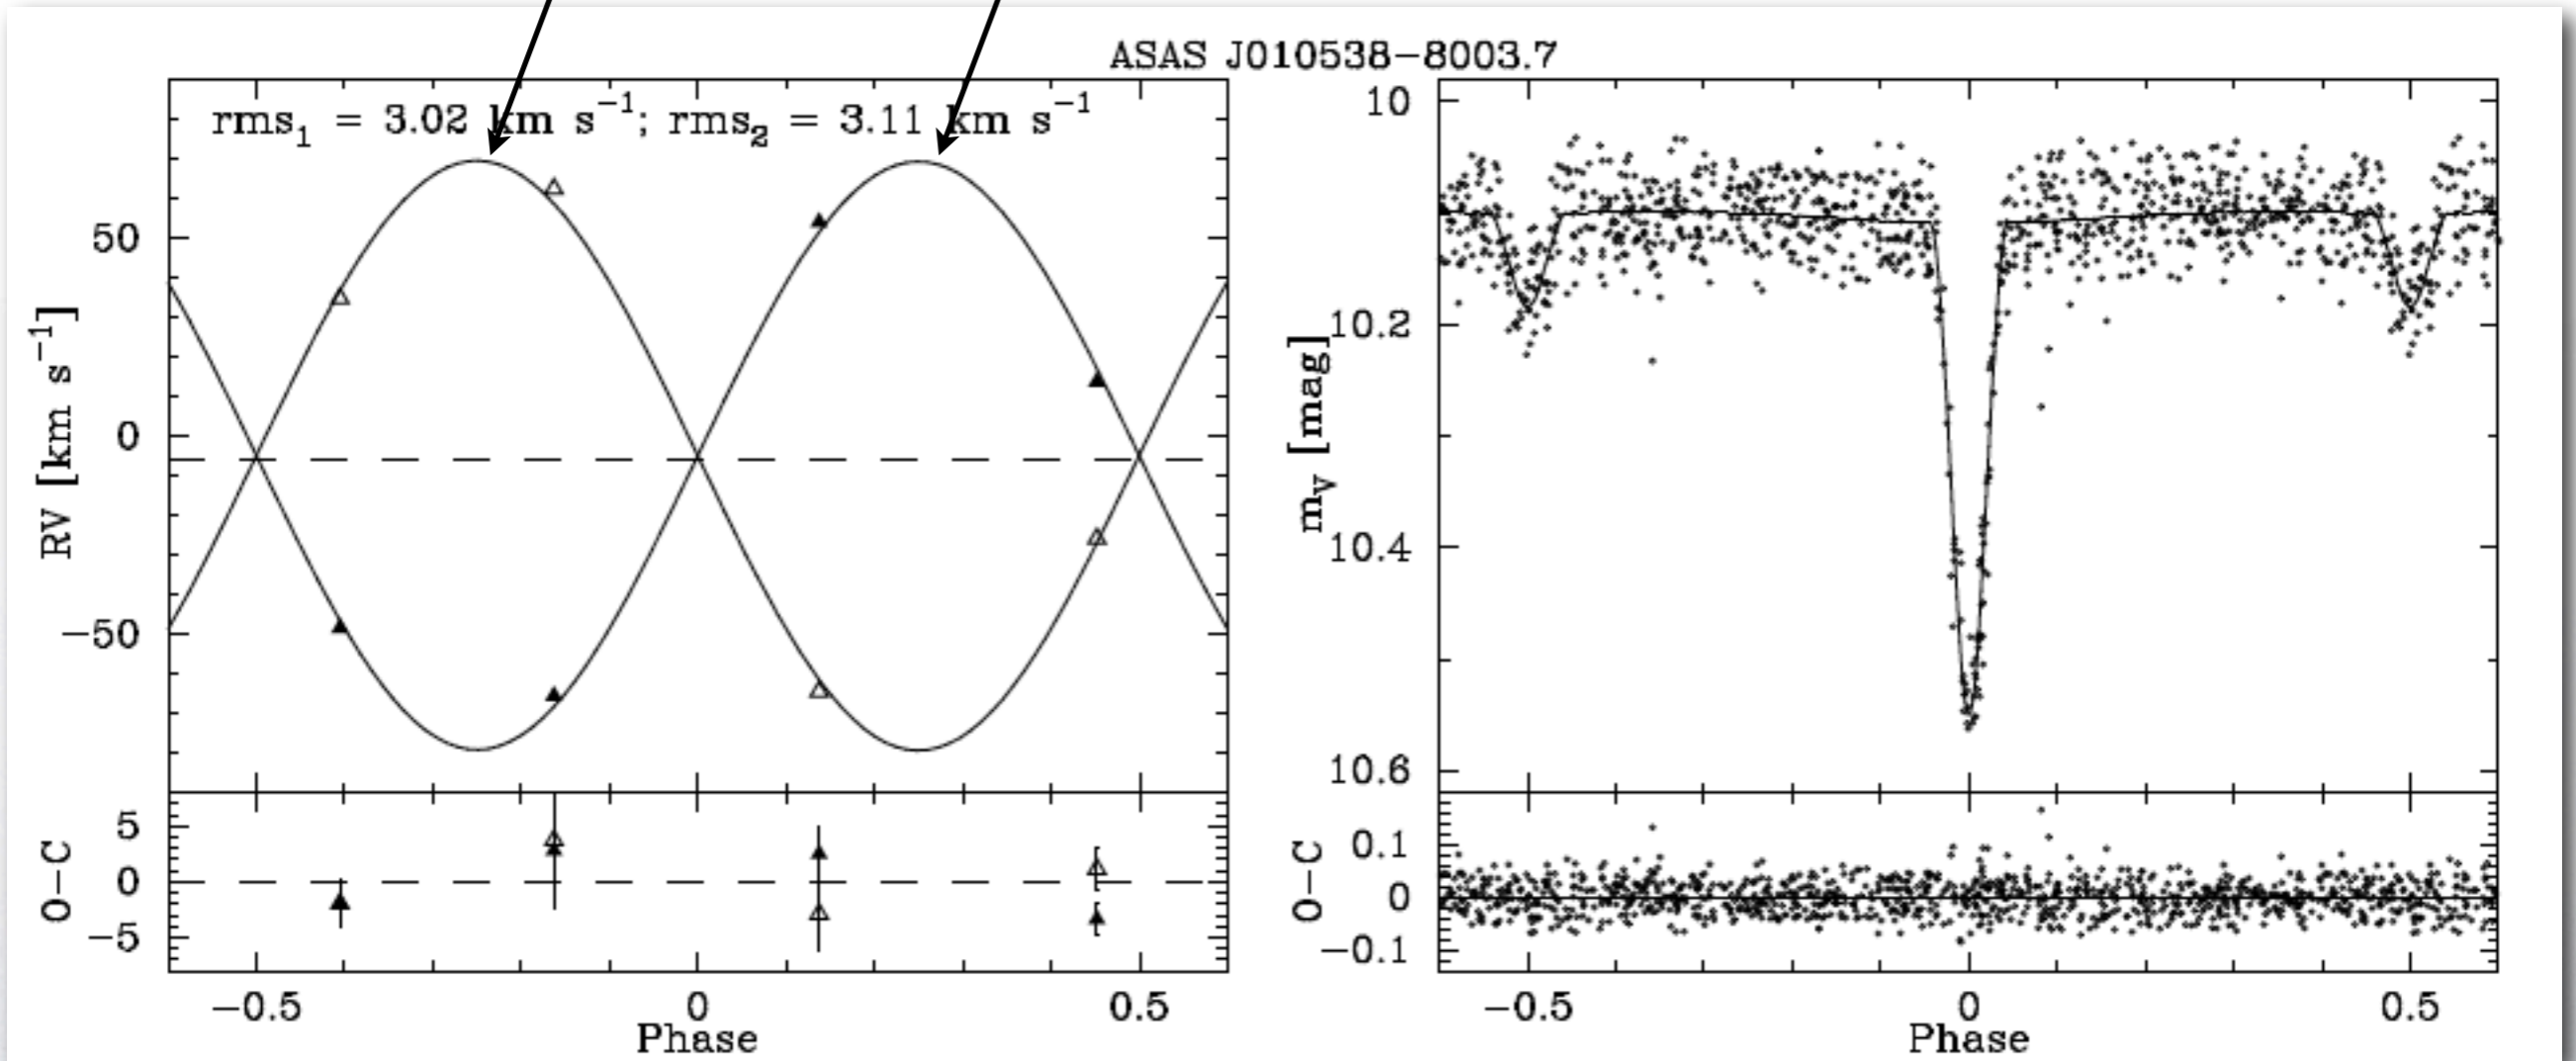 ASAS J010538−8003.7
rms₁ = 3.02 km s⁻¹; rms₂ = 3.11 km s⁻¹
RV [km s⁻¹]
50
0
−50
O−C
5
0
−5
−0.5
0
0.5
Phase
mᵥ [mag]
10
10.2
10.4
10.6
O−C
0.1
0
−0.1
−0.5
0
0.5
Phase